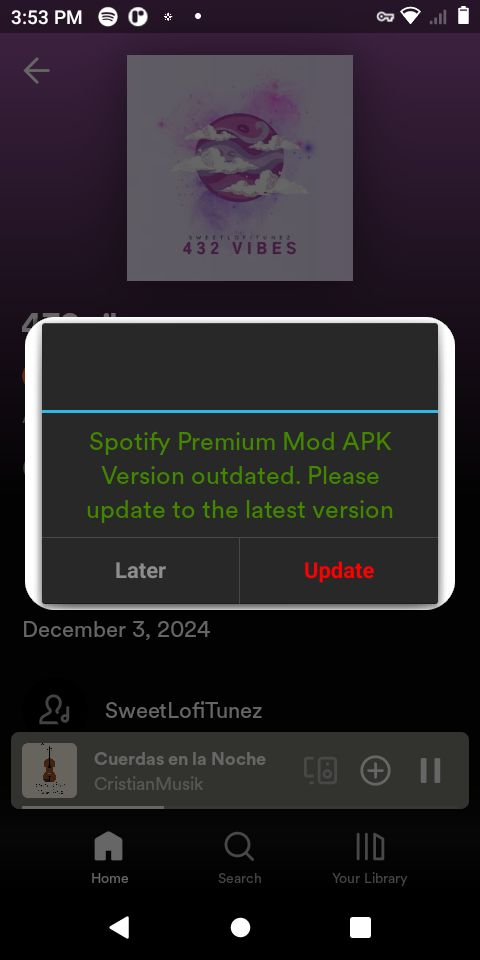 3:53 PM
SWEETLOFITUNEZ
432 VIBES
Spotify Premium Mod APK
Version outdated. Please
update to the latest version
Later
Update
December 3, 2024
SweetLofiTunez
Cuerdas en la Noche
CristianMusik
Home
Search
Your Library